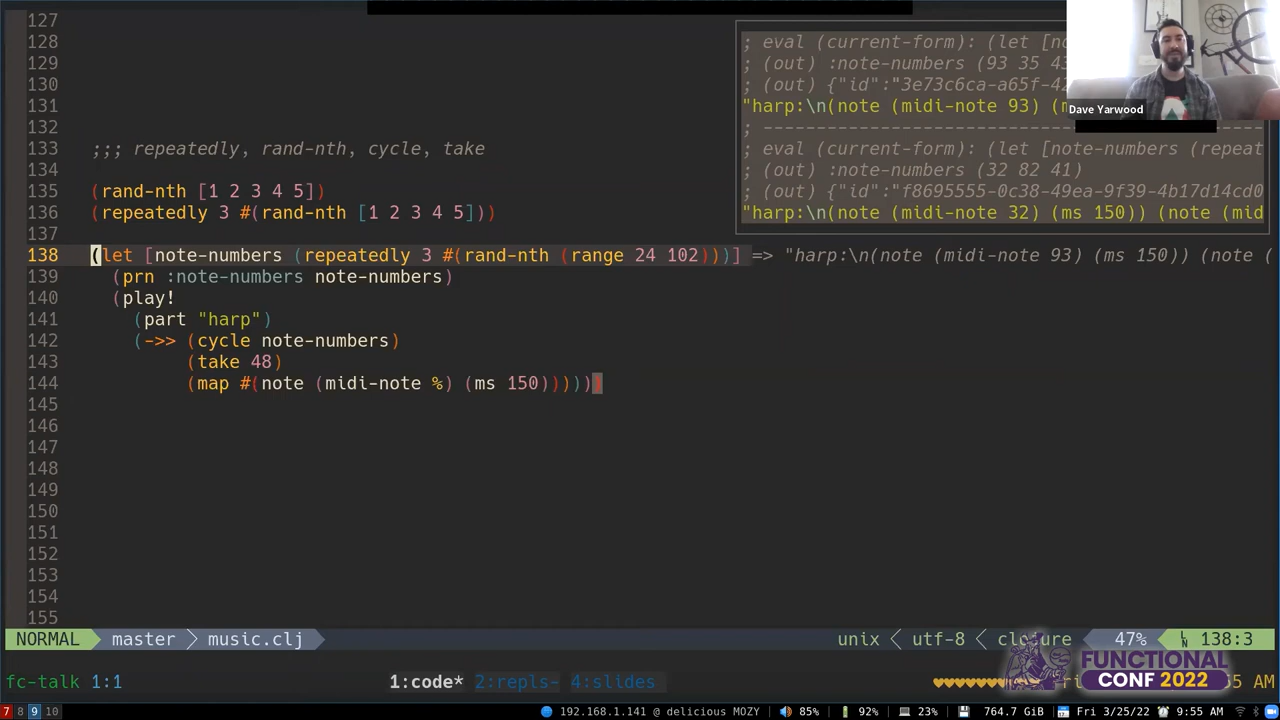 127
128
129
130
131
132
133 ;;; repeatedly, rand-nth, cycle, take
134
135 (rand-nth [1 2 3 4 5])
136 (repeatedly 3 #(rand-nth [1 2 3 4 5]))
137
138 (let [note-numbers (repeatedly 3 #(rand-nth (range 24 102)))] => "harp:\n(note (midi-note 93) (ms 150)) (note (
139 (prn :note-numbers note-numbers)
140 (play!
141 (part "harp")
142 (->> (cycle note-numbers)
143 (take 48)
144 (map #(note (midi-note %) (ms 150)))))
145
146
147
148
149
150
151
152
153
154
155
; eval (current-form): (let [no
; (out) :note-numbers (93 35 43
; (out) {"id":"3e73c6ca-a65f-42
"harp:\n(note (midi-note 93) (m
; --------------------------------
; eval (current-form): (let [note-numbers (repeat
; (out) :note-numbers (32 82 41)
; (out) {"id":"f8695555-0c38-49ea-9f39-4b17d14cd0
"harp:\n(note (midi-note 32) (ms 150)) (note (mid
Dave Yarwood
NORMAL master music.clj unix utf-8 clojure 47% LN 138:3
fc-talk 1:1 1:code* 2:repls- 4:slides AM
FUNCTIONAL
CONF 2022
7 8 9 10 192.168.1.141 @ delicious MOZY 85% 92% 23% 764.7 GiB Fri 3/25/22 9:55 AM